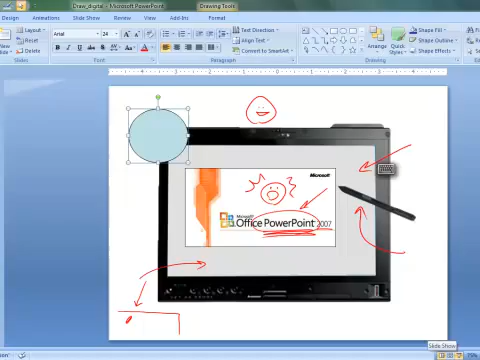 Draw_digital - Microsoft PowerPoint
Drawing Tools
Design
Animations
Slide Show
Review
View
Add-Ins
Format
Layout
Reset
Delete
Slides
Arial
24
Font
Paragraph
Text Direction
Align Text
Convert to SmartArt
Arrange
Quick
Styles
Shape Fill
Shape Outline
Shape Effects
Drawing
Microsoft
Office PowerPoint 2007
Slide Show
75%